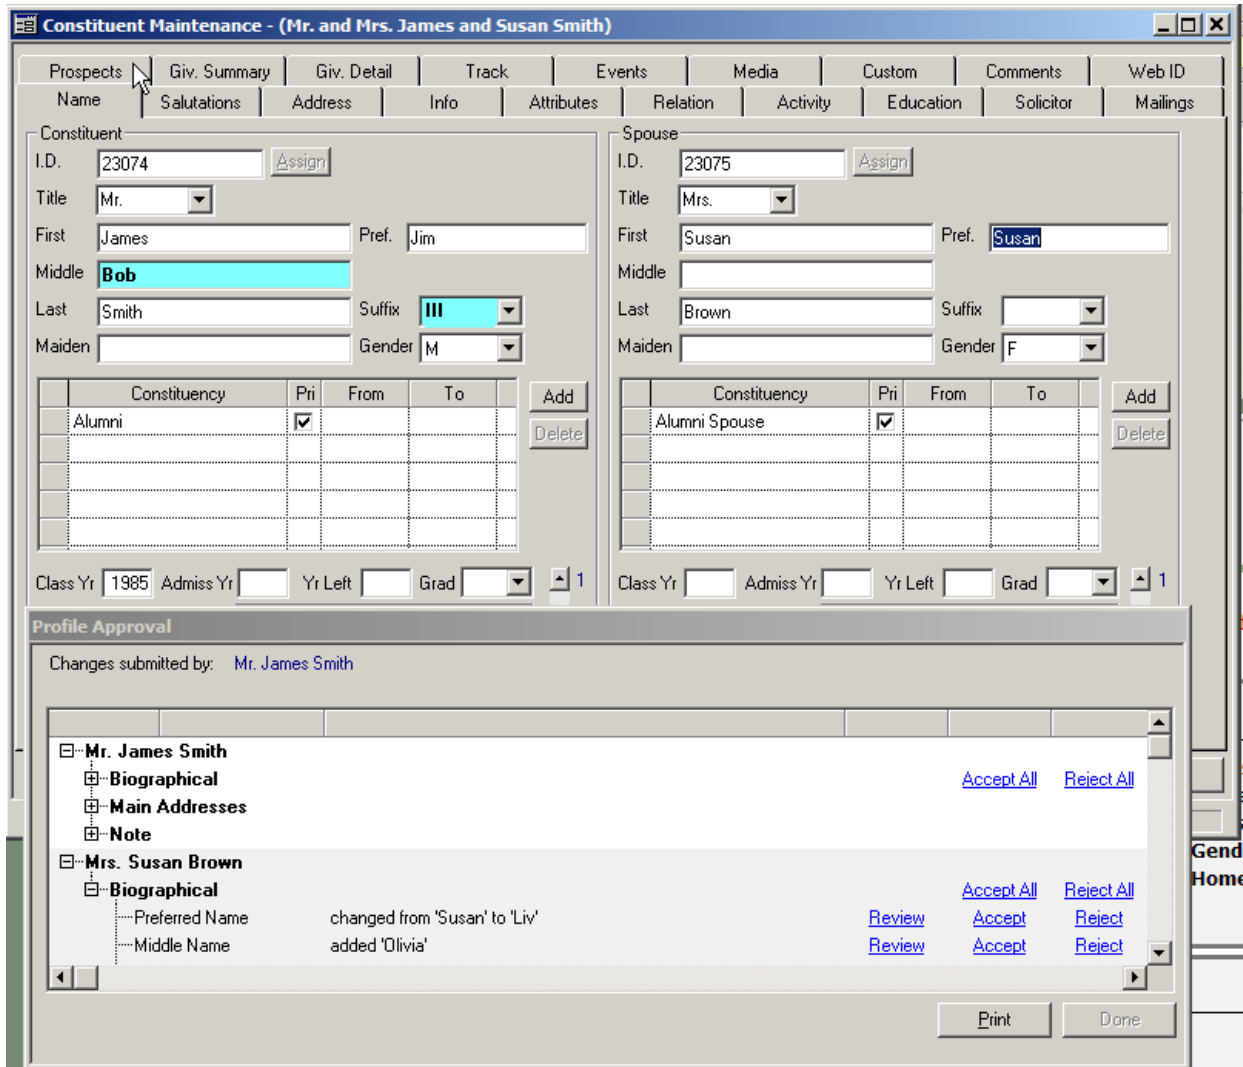 Constituent Maintenance - (Mr. and Mrs. James and Susan Smith)
Prospects Giv. Summary Giv. Detail Track Events Media Custom Comments Web ID
Name Salutations Address Info Attributes Relation Activity Education Solicitor Mailings
Constituent Spouse
I.D. 23074 Assign I.D. 23075 Assign
Title Mr. Title Mrs.
First James Pref. Jim First Susan Pref. Susan
Middle Bob Middle
Last Smith Suffix III Last Brown Suffix
Maiden Gender M Maiden Gender F
Constituency Pri From To Add Constituency Pri From To Add
Alumni Delete Alumni Spouse Delete
Class Yr 1985 Admiss Yr Yr Left Grad 1 Class Yr Admiss Yr Yr Left Grad 1
Profile Approval
Changes submitted by: Mr. James Smith
Mr. James Smith
Biographical Accept All Reject All
Main Addresses
Note
Mrs. Susan Brown
Gend
Biographical Accept All Reject All
Home
Preferred Name changed from 'Susan' to 'Liv' Review Accept Reject
Middle Name added 'Olivia' Review Accept Reject
Print Done